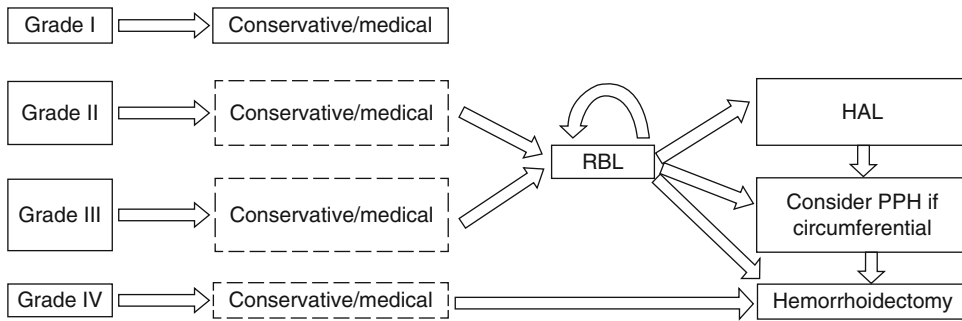 Grade I
Conservative/medical
Grade II
Conservative/medical
HAL
RBL
Grade III
Conservative/medical
Consider PPH if
circumferential
Grade IV
Conservative/medical
Hemorrhoidectomy